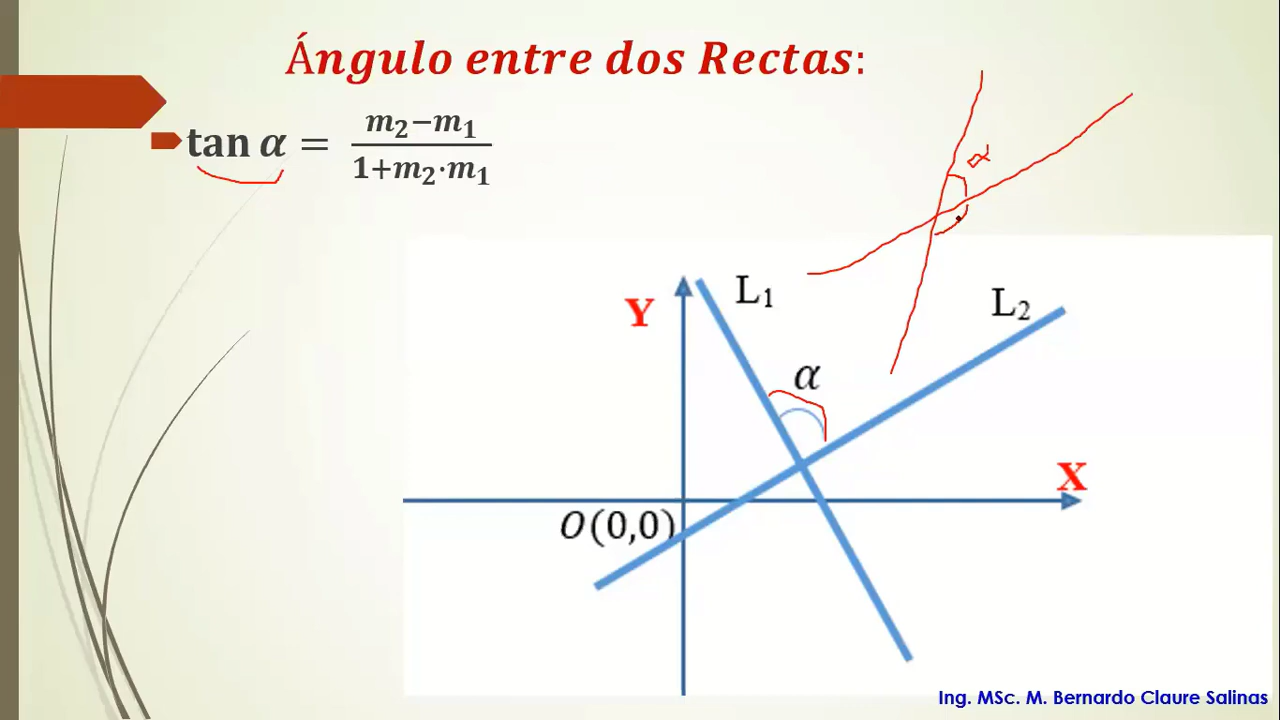 Ángulo entre dos Rectas:
tan α = m₂−m₁ / 1+m₂·m₁
α
Y
L₁
L₂
α
X
O(0,0)
Ing. MSc. M. Bernardo Claure Salinas